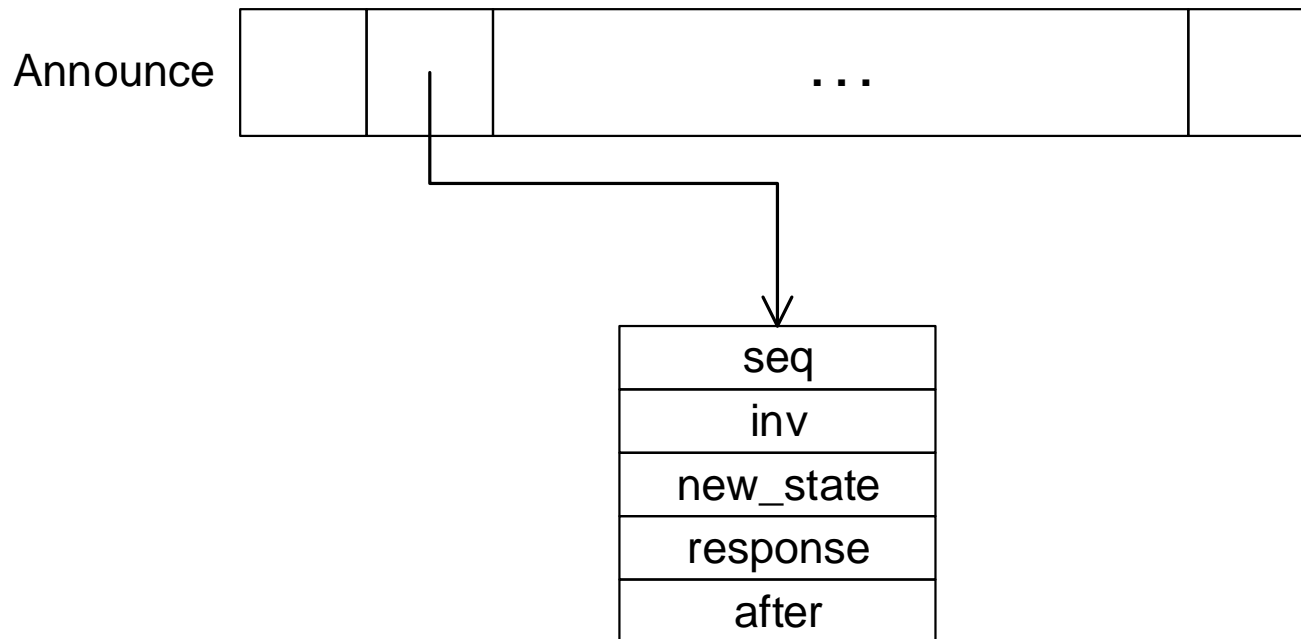 Announce
. . .
seq
inv
new_state
response
after